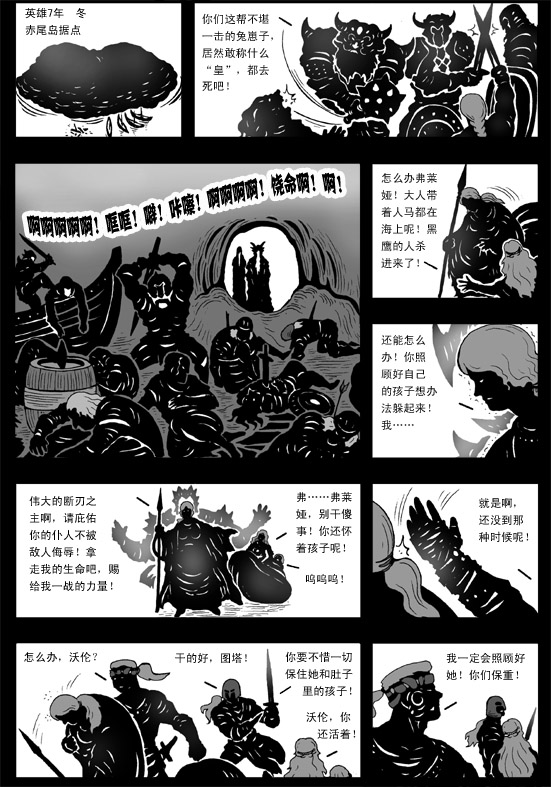 英雄7年　冬
赤尾岛据点
你们这帮不堪
一击的兔崽子，
居然敢称什么
“皇”，都去
死吧！
啊啊啊啊！哐哐！噼！咔嚓！啊啊啊啊！饶命啊！啊！
怎么办弗莱
娅！大人带
着人马都在
海上呢！黑
鹰的人杀
进来了！
还能怎么
办！你照
顾好自己
的孩子想办
法躲起来！
我……
伟大的断刃之
主啊，请庇佑
你的仆人不被
敌人侮辱！拿
走我的生命吧，赐
给我一战的力量！
弗……弗莱
娅，别干傻
事！你还怀
着孩子呢！
呜呜呜！
就是啊，
还没到那
种时候呢！
怎么办，沃伦？
干的好，图塔！
你要不惜一切
保住她和肚子
里的孩子！
沃伦，你
还活着！
我一定会照顾好
她！你们保重！